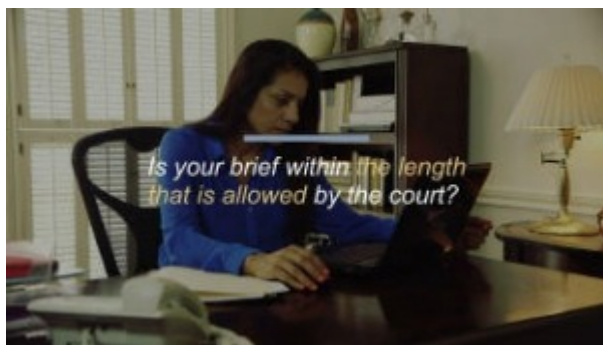 Is your brief within the length
that is allowed by the court?